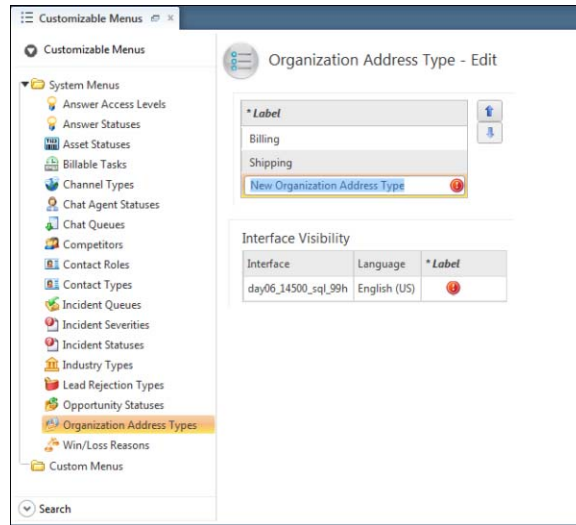 Customizable Menus
Customizable Menus
System Menus
Answer Access Levels
Answer Statuses
Asset Statuses
Billable Tasks
Channel Types
Chat Agent Statuses
Chat Queues
Competitors
Contact Roles
Contact Types
Incident Queues
Incident Severities
Incident Statuses
Industry Types
Lead Rejection Types
Opportunity Statuses
Organization Address Types
Win/Loss Reasons
Custom Menus
Search
Organization Address Type - Edit
* Label
Billing
Shipping
New Organization Address Type
Interface Visibility
Interface Language * Label
day06_14500_sql_99h English (US)